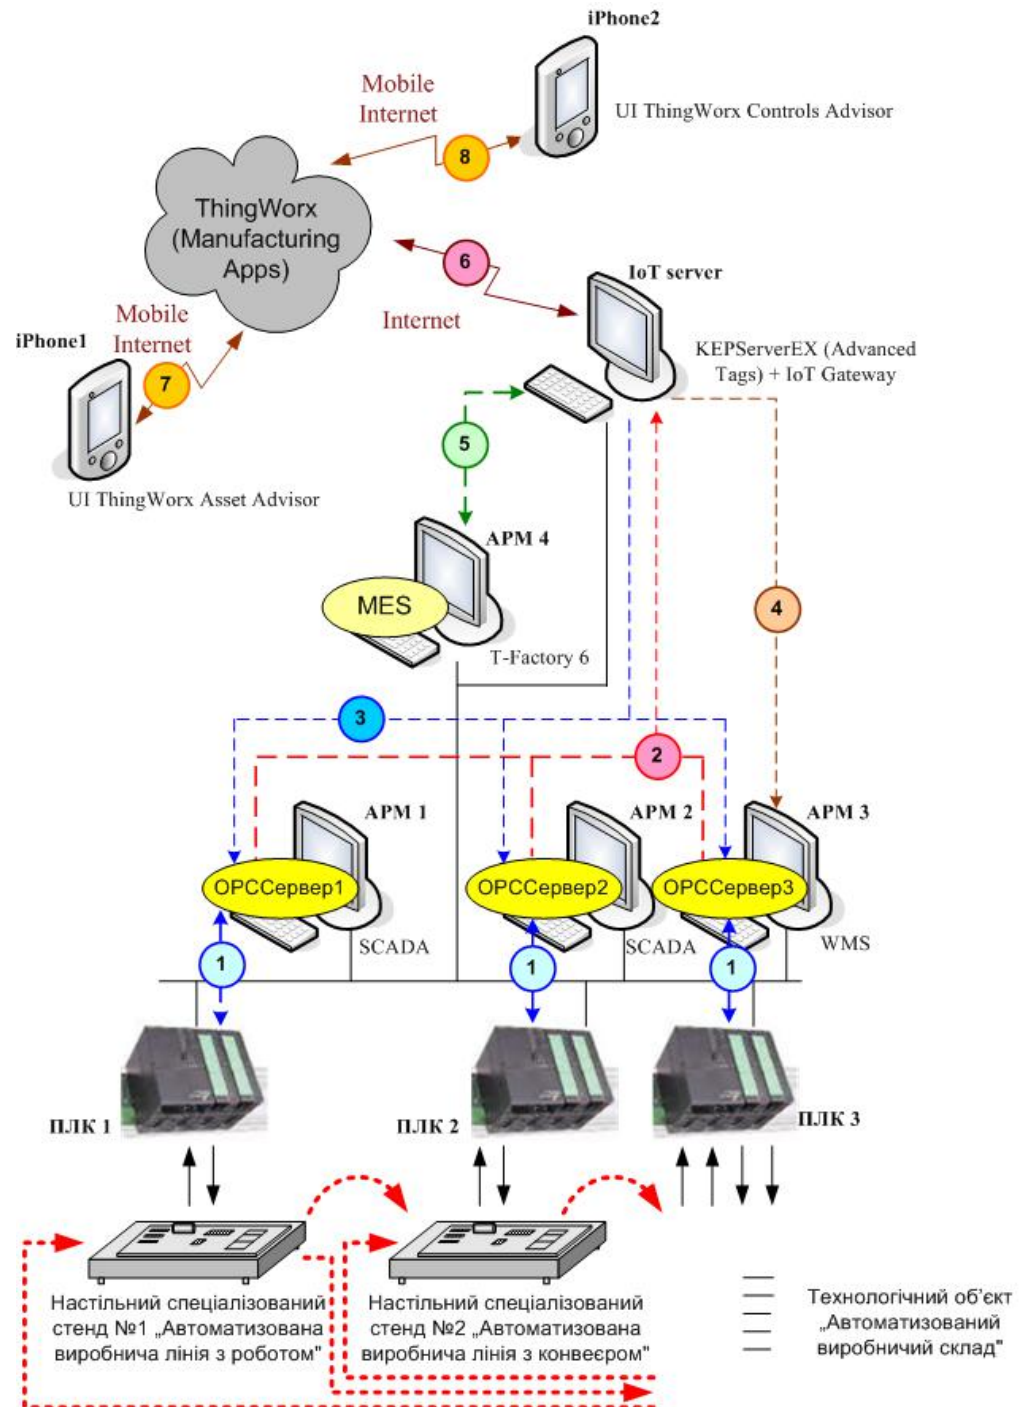 iPhone2
Mobile
Internet
UI ThingWorx Controls Advisor
8
ThingWorx
(Manufacturing
Apps)
6
IoT server
Internet
Mobile
Internet
iPhone1
7
KEPServerEX (Advanced
Tags) + IoT Gateway
5
UI ThingWorx Asset Advisor
АРМ 4
MES
4
T-Factory 6
3
2
АРМ 1
АРМ 2
АРМ 3
ОРССервер1
ОРССервер2
ОРССервер3
SCADA
SCADA
WMS
1
1
1
ПЛК 1
ПЛК 2
ПЛК 3
Настільний спеціалізований
стенд №1 „Автоматизована
виробнича лінія з роботом"
Настільний спеціалізований
стенд №2 „Автоматизована
виробнича лінія з конвеєром"
Технологічний об'єкт
„Автоматизований
виробничий склад"